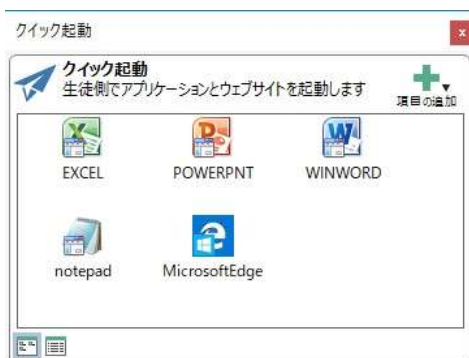 クイック起動
クイック起動
生徒側でアプリケーションとウェブサイトを起動します
項目の追加
EXCEL
POWERPNT
WINWORD
notepad
MicrosoftEdge